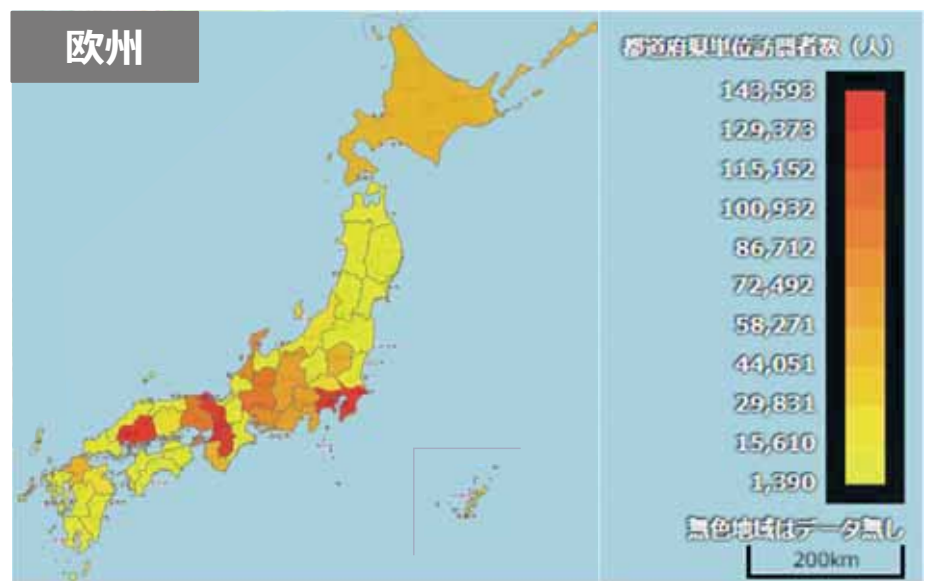 欧州
都道府県単位訪問者数（人）
143,593
129,373
115,152
100,932
86,712
72,492
58,271
44,051
29,831
15,610
1,390
無色地域はデータ無し
200km